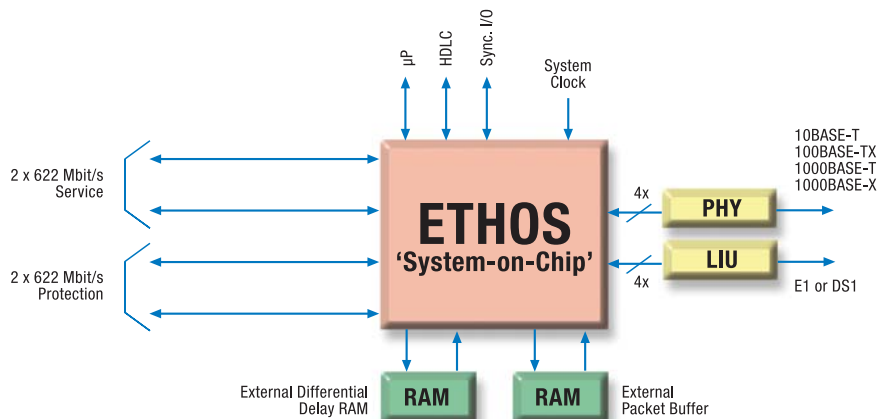 µP
HDLC
Sync. I/O
System
Clock
10BASE-T
100BASE-TX
1000BASE-T
1000BASE-X
2 x 622 Mbit/s
Service
4x
PHY
ETHOS
'System-on-Chip'
2 x 622 Mbit/s
Protection
LIU
4x
E1 or DS1
External Differential
Delay RAM
RAM
RAM
External
Packet Buffer